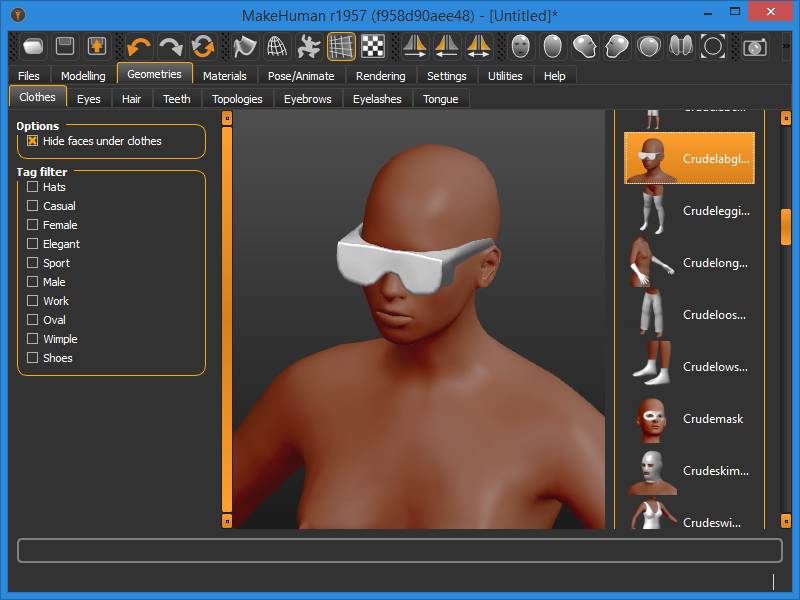 MakeHuman r1957 (f958d90aee48) - [Untitled]*
Files Modelling Geometries Materials Pose/Animate Rendering Settings Utilities Help
Clothes Eyes Hair Teeth Topologies Eyebrows Eyelashes Tongue
Options
Hide faces under clothes
Tag filter
Hats
Casual
Female
Elegant
Sport
Male
Work
Oval
Wimple
Shoes
Crudelabgl...
Crudeleggi...
Crudelong...
Crudeloos...
Crudelows...
Crudemask
Crudeskim...
Crudeswi...